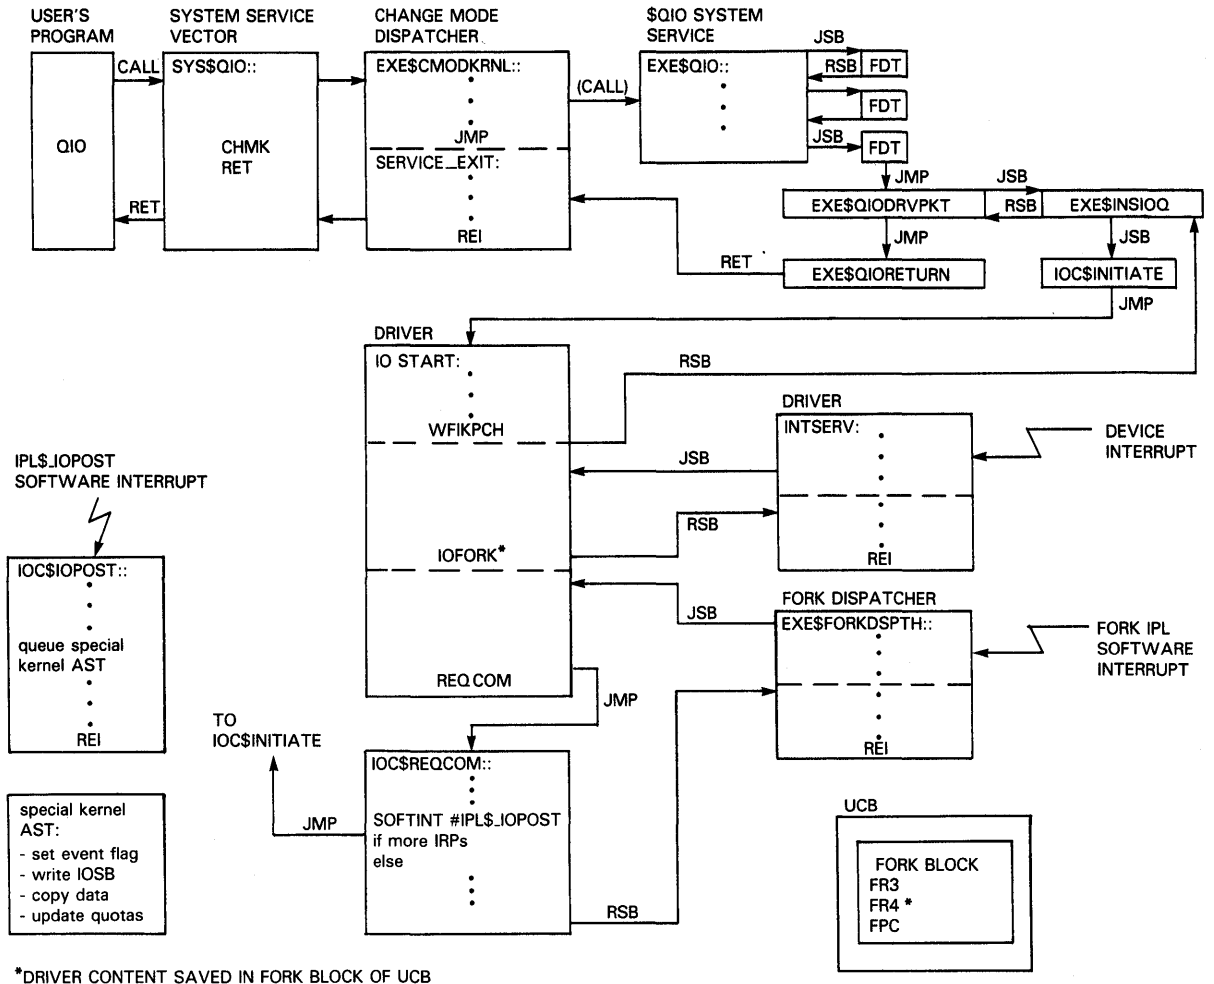 USER'S
PROGRAM
SYSTEM SERVICE
VECTOR
CHANGE MODE
DISPATCHER
$QIO SYSTEM
SERVICE
QIO
CALL
RET
SYS$QIO::
CHMK
RET
EXE$CMODKRNL::
JMP
SERVICE_EXIT:
REI
(CALL)
EXE$QIO::
JSB
RSB
FDT
FDT
JSB
FDT
JMP
EXE$QIODRVPKT
JSB
RSB
EXE$INSIOQ
JMP
JSB
RET
EXE$QIORETURN
IOC$INITIATE
JMP
DRIVER
IO START:
WFIKPCH
RSB
DRIVER
INTSERV:
REI
DEVICE
INTERRUPT
JSB
RSB
IOFORK*
FORK DISPATCHER
EXE$FORKDSPTH::
REI
FORK IPL
SOFTWARE
INTERRUPT
JSB
REQCOM
JMP
IPL$_IOPOST
SOFTWARE INTERRUPT
IOC$IOPOST::
queue special
kernel AST
REI
TO
IOC$INITIATE
JMP
IOC$REQCOM::
SOFTINT #IPL$_IOPOST
if more IRPs
else
RSB
special kernel
AST:
- set event flag
- write IOSB
- copy data
- update quotas
UCB
FORK BLOCK
FR3
FR4 *
FPC
*DRIVER CONTENT SAVED IN FORK BLOCK OF UCB